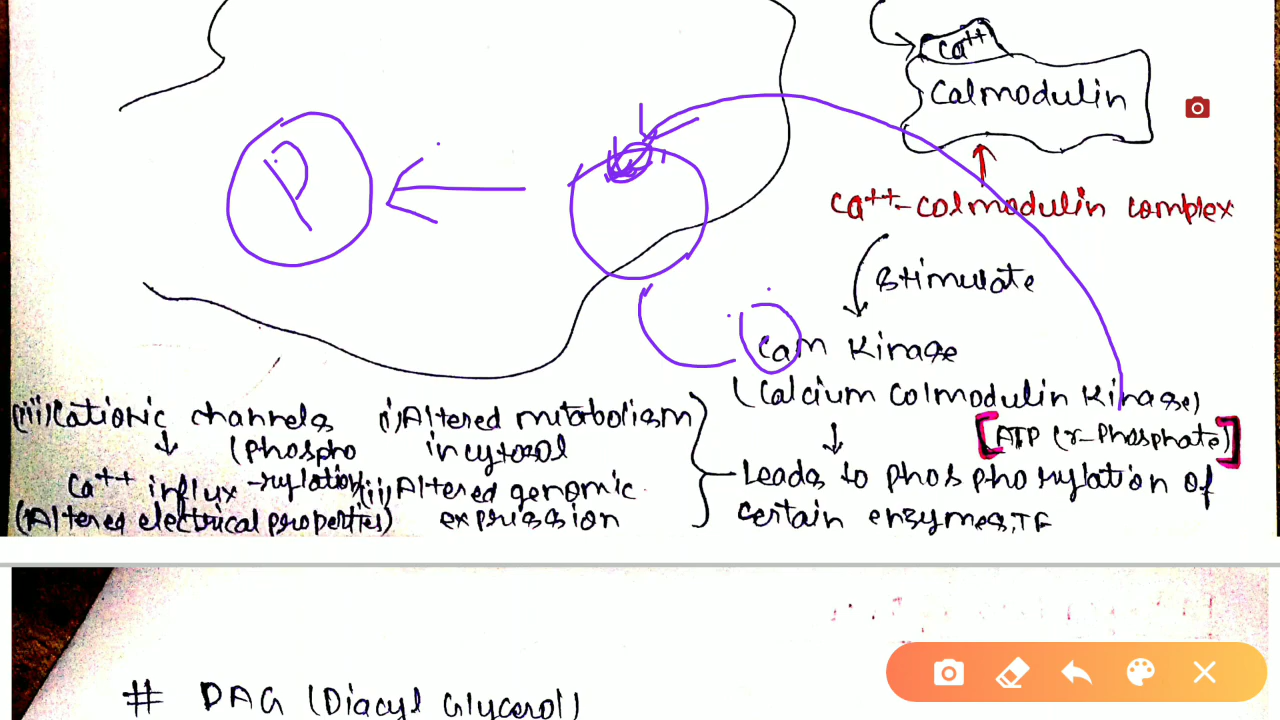 Ca++
Calmodulin
P
Ca++-colmodulin complex
Stimulate
Cam Kinase
(Calcium Colmodulin Kinase)
[ATP (γ-Phosphate)]
Leads to phosphorylation of
certain enzymes, TF
(i) Altered metabolism
in cytosol
(ii) Altered genomic
expression
(iii) Cationic channels
(phospho
-rylation
Ca++ influx
(Altered electrical properties)
# DAG (Diacyl Glycerol)